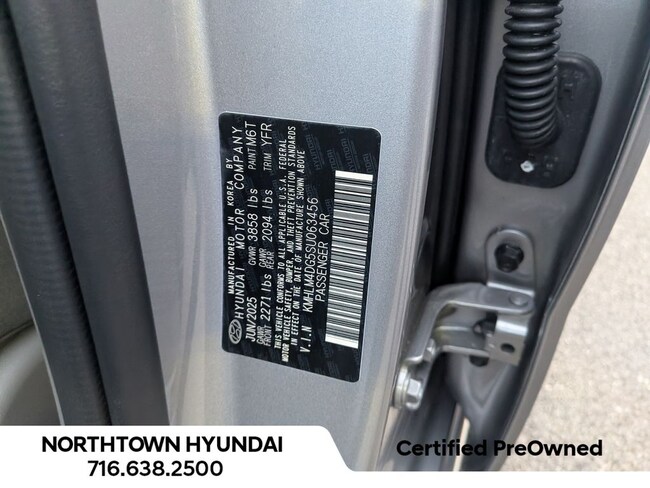 MANUFACTURED IN KOREA BY
HYUNDAI MOTOR COMPANY
JUN/2025 GVWR 3858 lbs PAINT M6T
GAWR FRONT 2271 lbs GAWR REAR 2094 lbs TRIM YFR
THIS VEHICLE CONFORMS TO ALL APPLICABLE U.S.A. FEDERAL
MOTOR VEHICLE SAFETY, BUMPER, AND THEFT PREVENTION STANDARDS
IN EFFECT ON THE DATE OF MANUFACTURE SHOWN ABOVE
V.I.N KMHLM4DG5SU063456
PASSENGER CAR
NORTHTOWN HYUNDAI
716.638.2500
Certified PreOwned